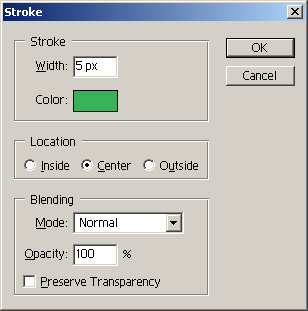 Stroke
Stroke
Width: 5 px
Color:
OK
Cancel
Location
Inside Center Outside
Blending
Mode: Normal
Opacity: 100 %
Preserve Transparency